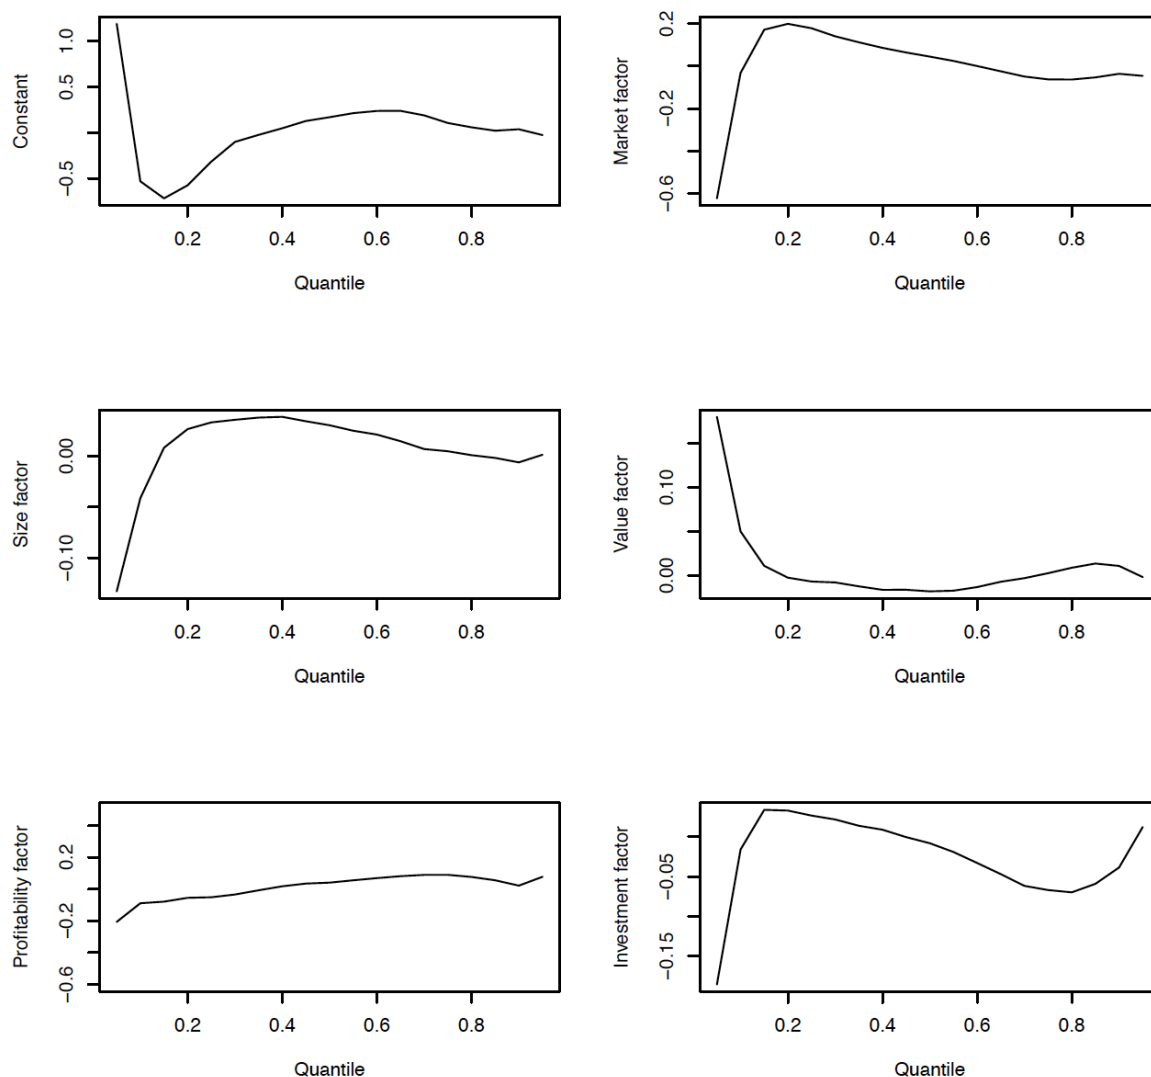 Constant
1.0
0.5
−0.5
0.2 0.4 0.6 0.8
Quantile
Market factor
0.2
−0.2
−0.6
0.2 0.4 0.6 0.8
Quantile
Size factor
0.00
−0.10
0.2 0.4 0.6 0.8
Quantile
Value factor
0.10
0.00
0.2 0.4 0.6 0.8
Quantile
Profitability factor
0.2
−0.2
−0.6
0.2 0.4 0.6 0.8
Quantile
Investment factor
−0.05
−0.15
0.2 0.4 0.6 0.8
Quantile